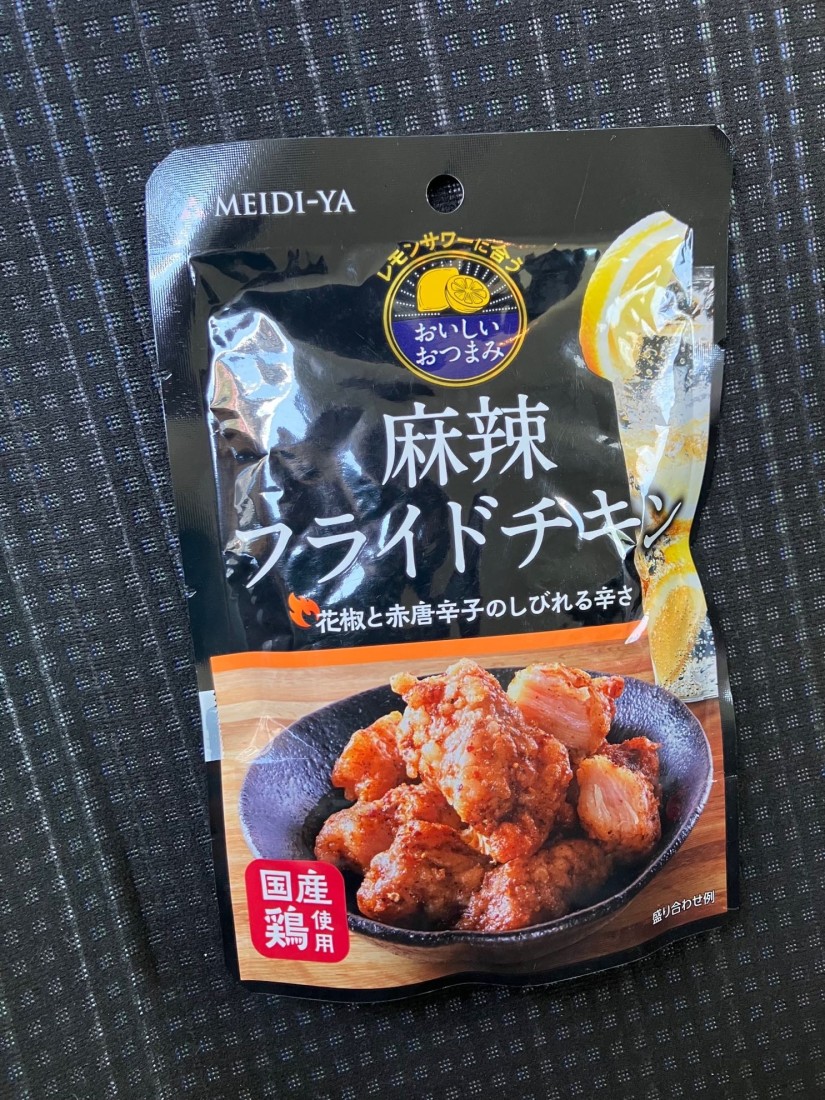 MEIDI-YA
レモンサワーに合う
おいしい
おつまみ
麻辣
フライドチキン
花椒と赤唐辛子のしびれる辛さ
国産
鶏使用
盛り合わせ例